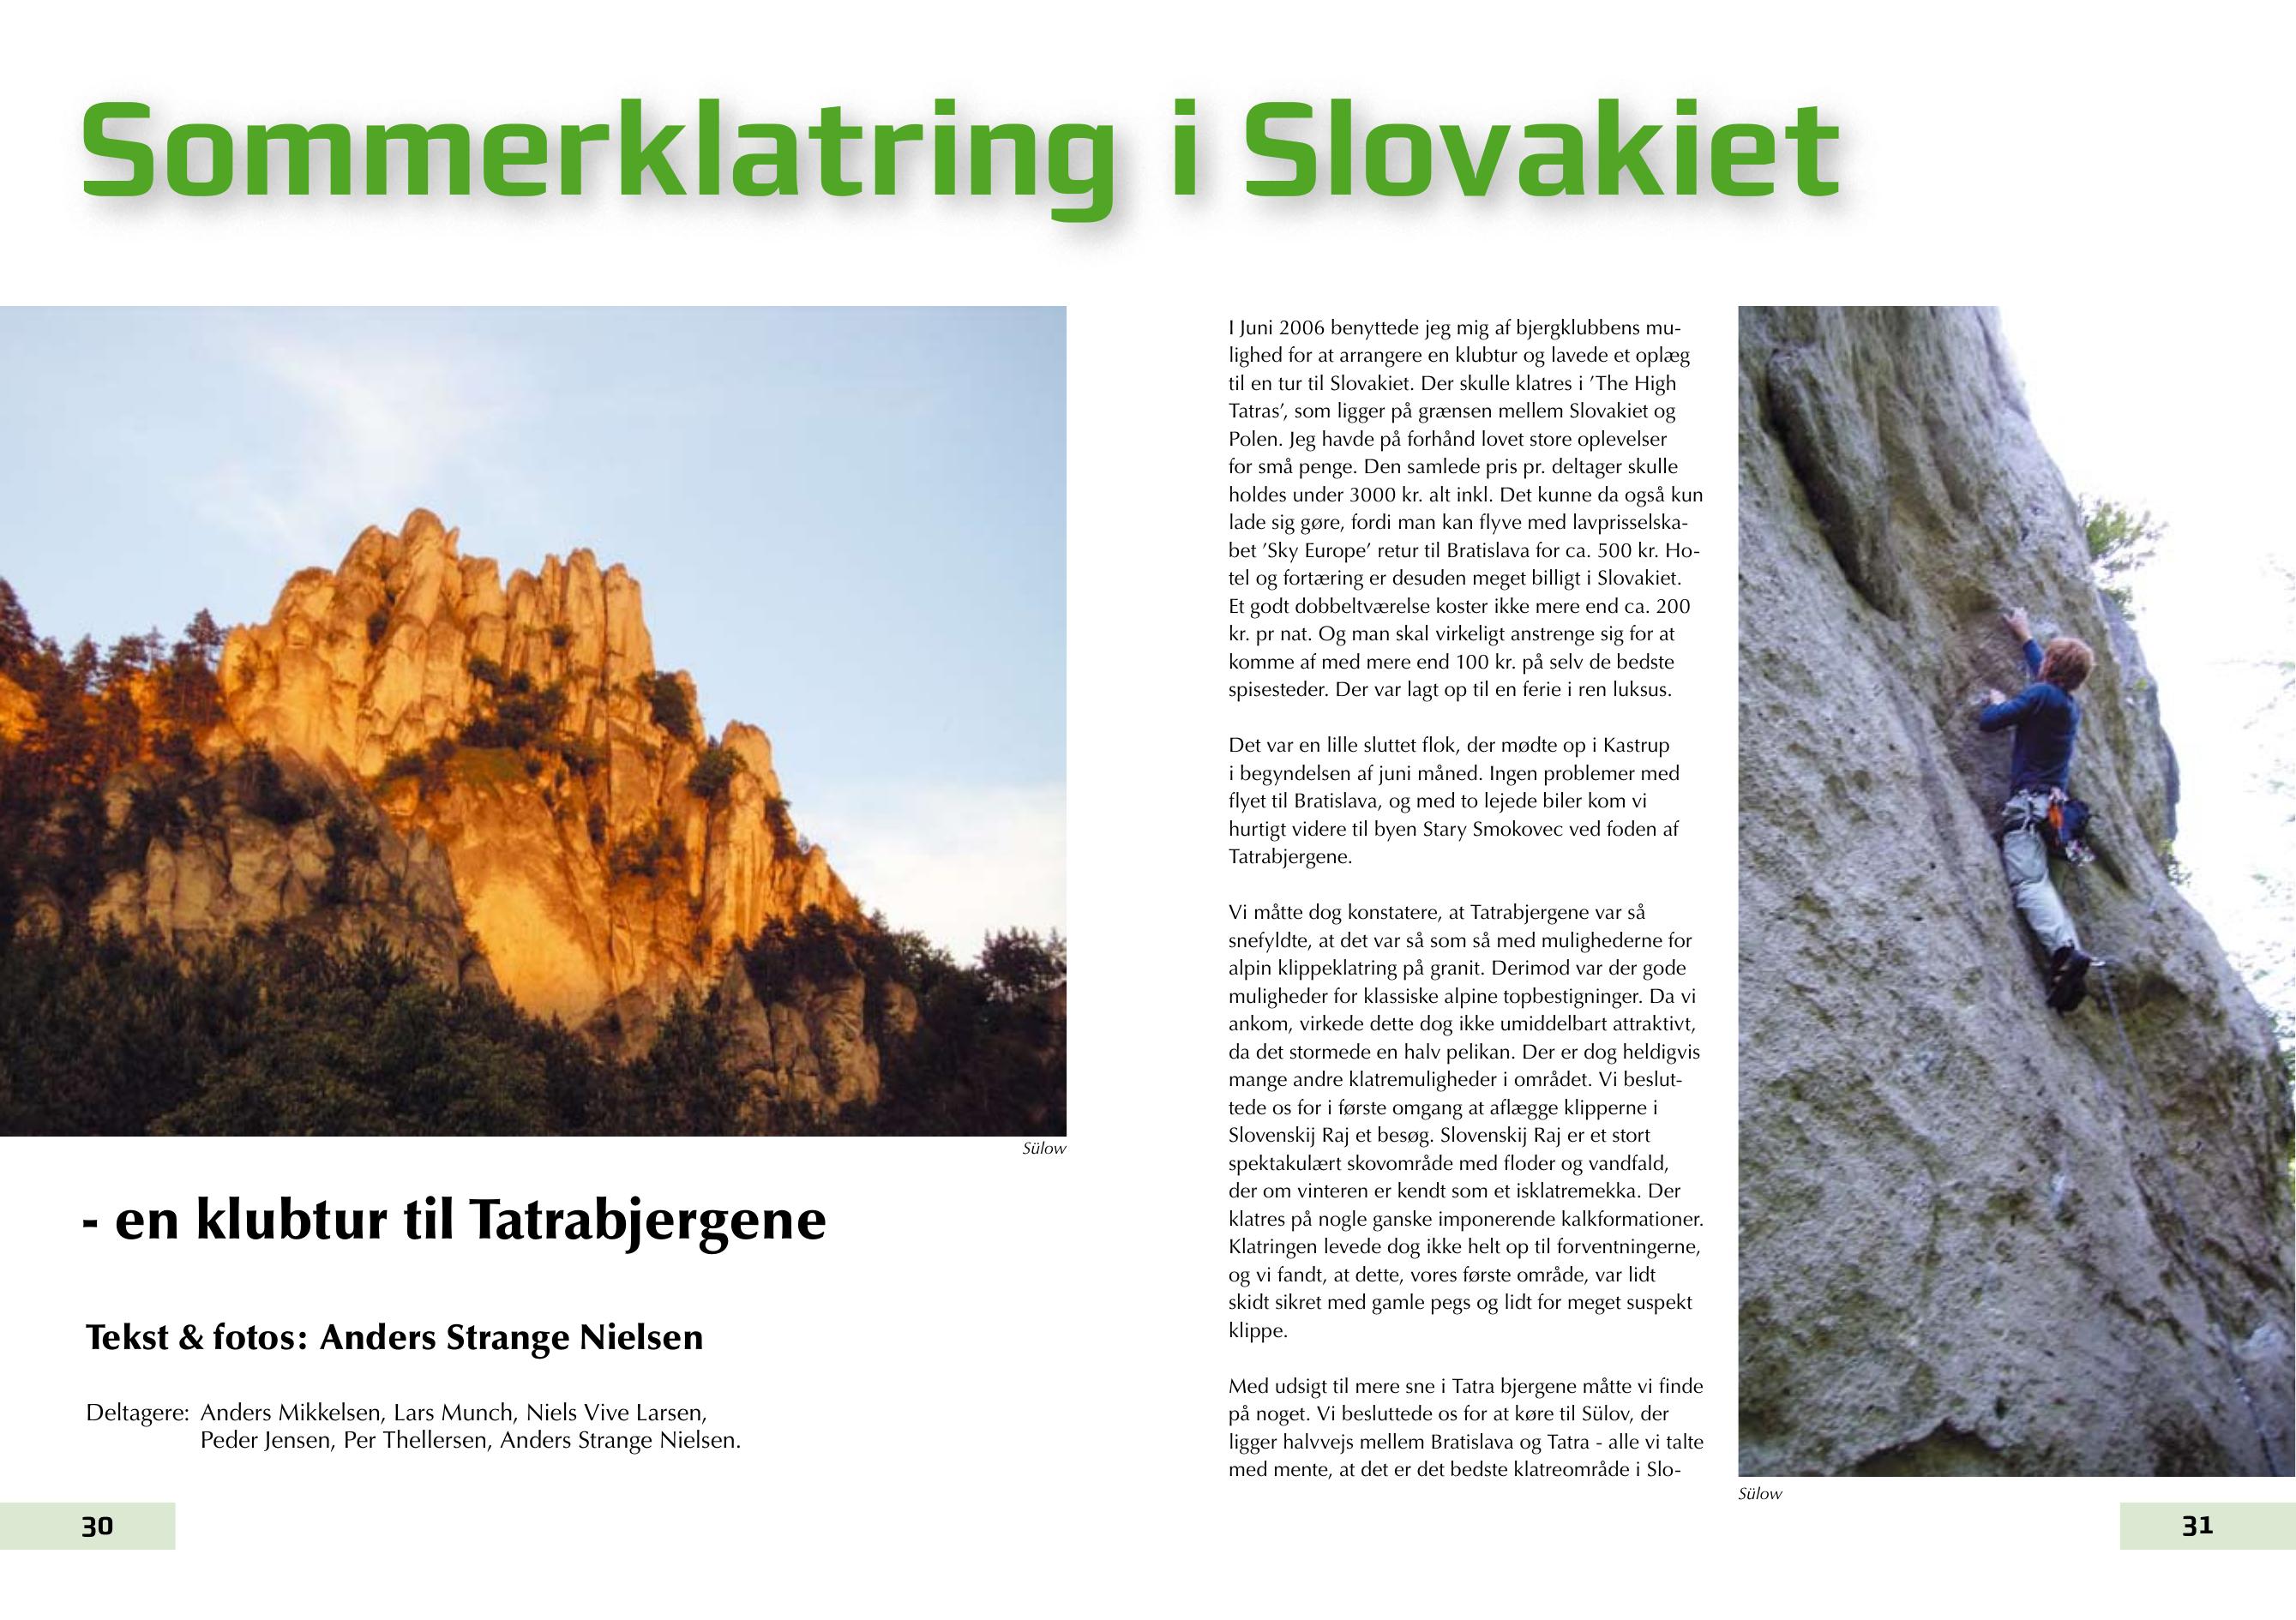 Sommerklatring i Slovakiet
Sülow
- en klubtur til Tatrabjergene
Tekst & fotos: Anders Strange Nielsen
Deltagere: Anders Mikkelsen, Lars Munch, Niels Vive Larsen,
Peder Jensen, Per Thellersen, Anders Strange Nielsen.
30
I Juni 2006 benyttede jeg mig af bjergklubbens mu-
lighed for at arrangere en klubtur og lavede et oplæg
til en tur til Slovakiet. Der skulle klatres i ’The High
Tatras’, som ligger på grænsen mellem Slovakiet og
Polen. Jeg havde på forhånd lovet store oplevelser
for små penge. Den samlede pris pr. deltager skulle
holdes under 3000 kr. alt inkl. Det kunne da også kun
lade sig gøre, fordi man kan flyve med lavprisselska-
bet ’Sky Europe’ retur til Bratislava for ca. 500 kr. Ho-
tel og fortæring er desuden meget billigt i Slovakiet.
Et godt dobbeltværelse koster ikke mere end ca. 200
kr. pr nat. Og man skal virkeligt anstrenge sig for at
komme af med mere end 100 kr. på selv de bedste
spisesteder. Der var lagt op til en ferie i ren luksus.
Det var en lille sluttet flok, der mødte op i Kastrup
i begyndelsen af juni måned. Ingen problemer med
flyet til Bratislava, og med to lejede biler kom vi
hurtigt videre til byen Stary Smokovec ved foden af
Tatrabjergene.
Vi måtte dog konstatere, at Tatrabjergene var så
snefyldte, at det var så som så med mulighederne for
alpin klippeklatring på granit. Derimod var der gode
muligheder for klassiske alpine topbestigninger. Da vi
ankom, virkede dette dog ikke umiddelbart attraktivt,
da det stormede en halv pelikan. Der er dog heldigvis
mange andre klatremuligheder i området. Vi beslut-
tede os for i første omgang at aflægge klipperne i
Slovenskij Raj et besøg. Slovenskij Raj er et stort
spektakulært skovområde med floder og vandfald,
der om vinteren er kendt som et isklatremekka. Der
klatres på nogle ganske imponerende kalkformationer.
Klatringen levede dog ikke helt op til forventningerne,
og vi fandt, at dette, vores første område, var lidt
skidt sikret med gamle pegs og lidt for meget suspekt
klippe.
Med udsigt til mere sne i Tatra bjergene måtte vi finde
på noget. Vi besluttede os for at køre til Sülov, der
ligger halvvejs mellem Bratislava og Tatra - alle vi talte
med mente, at det er det bedste klatreområde i Slo-
Sülow
31